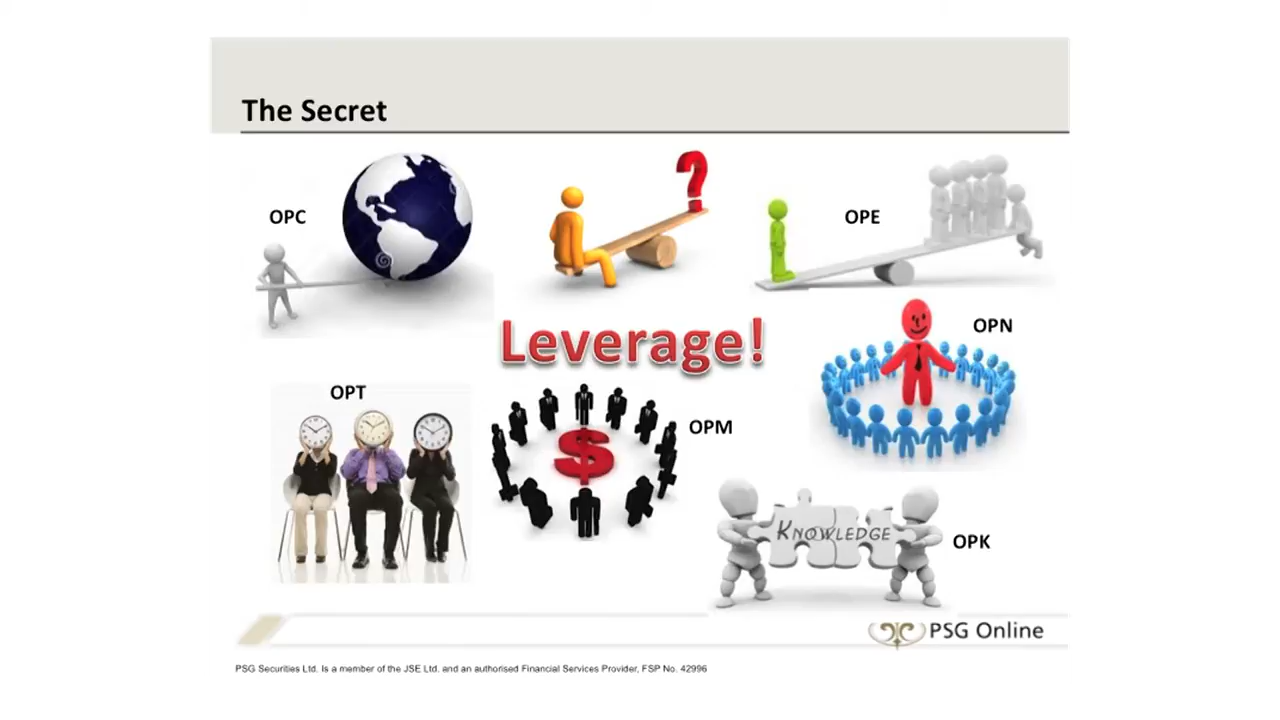 The Secret
OPC
OPE
OPN
Leverage!
OPT
OPM
KNOWLEDGE
OPK
PSG Online
PSG Securities Ltd. Is a member of the JSE Ltd. and an authorised Financial Services Provider, FSP No. 42996